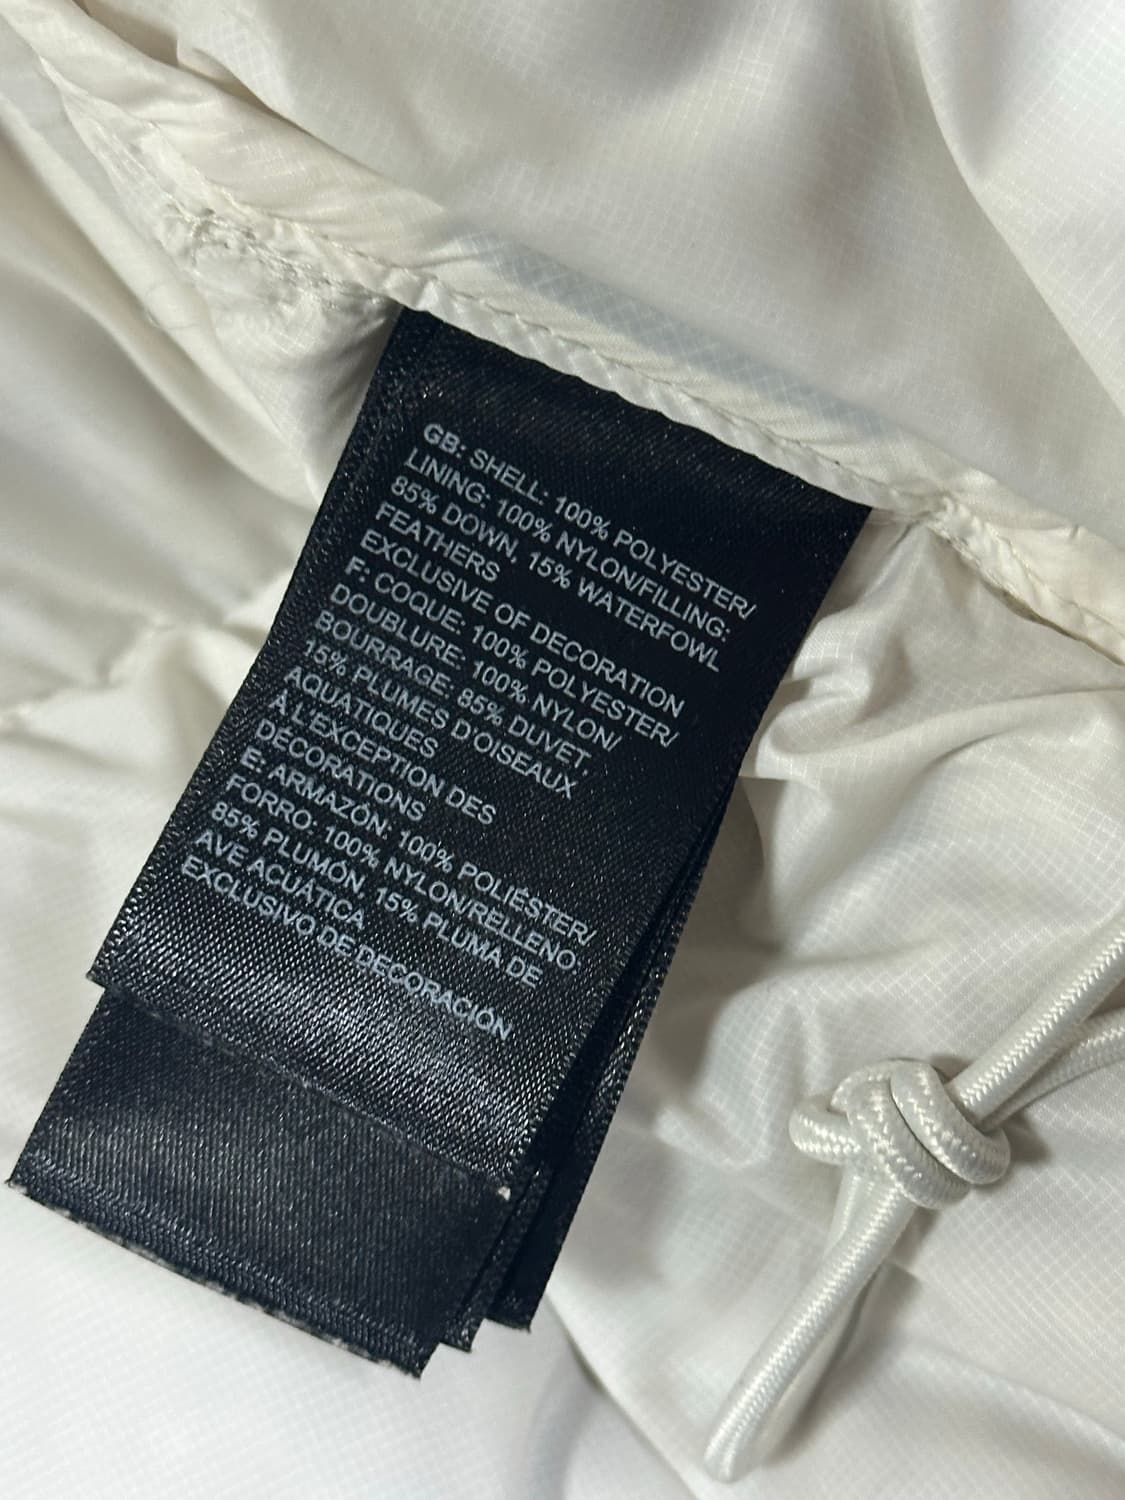 GB: SHELL: 100% POLYESTER/
LINING: 100% NYLON/FILLING:
85% DOWN, 15% WATERFOWL
FEATHERS
EXCLUSIVE OF DECORATION
F: COQUE: 100% POLYESTER/
DOUBLURE: 100% NYLON/
BOURRAGE: 85% DUVET,
15% PLUMES D'OISEAUX
AQUATIQUES
À L'EXCEPTION DES
DÉCORATIONS
E: ARMAZÓN: 100% POLIÉSTER/
FORRO: 100% NYLON/RELLENO:
85% PLUMÓN, 15% PLUMA DE
AVE ACUÁTICA
EXCLUSIVO DE DECORACIÓN